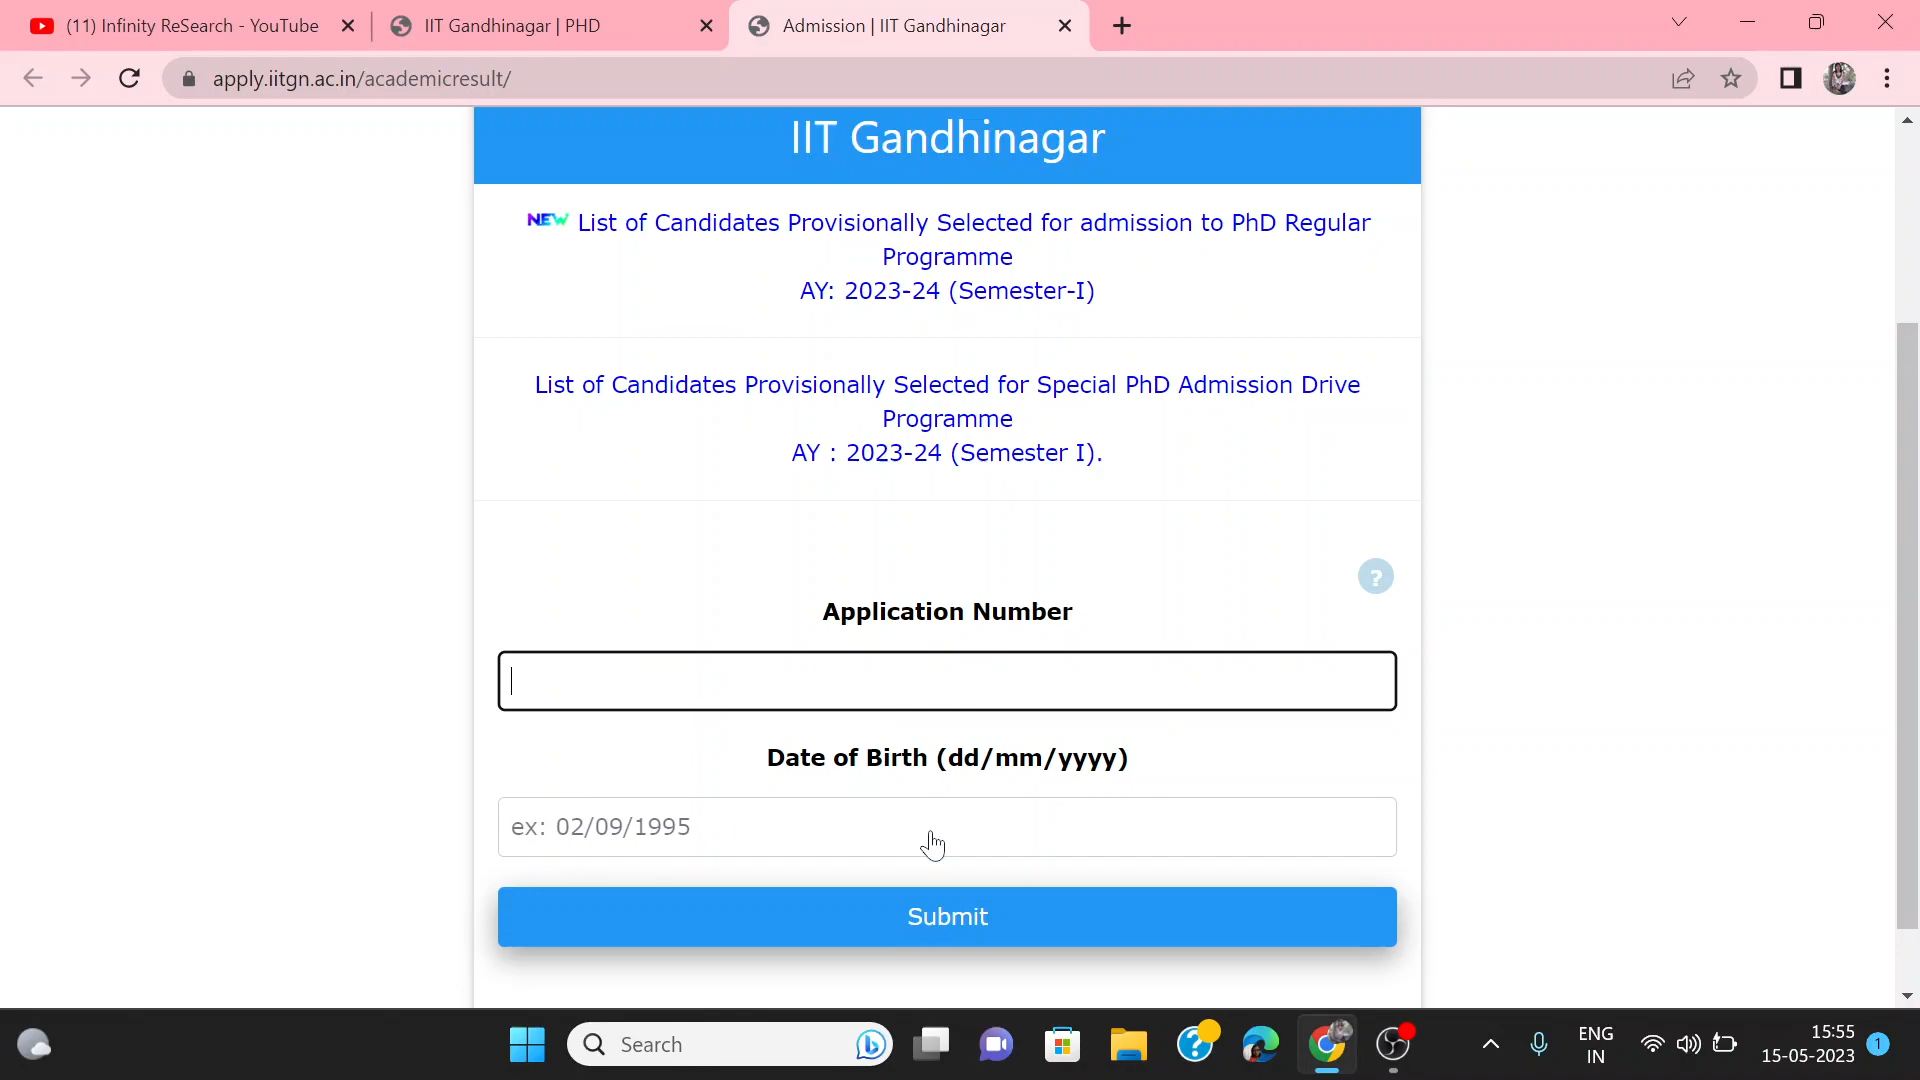 (11) Infinity ReSearch - YouTube
IIT Gandhinagar | PHD
Admission | IIT Gandhinagar
apply.iitgn.ac.in/academicresult/
IIT Gandhinagar
NEW List of Candidates Provisionally Selected for admission to PhD Regular
Programme
AY: 2023-24 (Semester-I)
List of Candidates Provisionally Selected for Special PhD Admission Drive
Programme
AY : 2023-24 (Semester I).
?
Application Number
Date of Birth (dd/mm/yyyy)
ex: 02/09/1995
Submit
Search
ENG
IN
15:55
15-05-2023
1